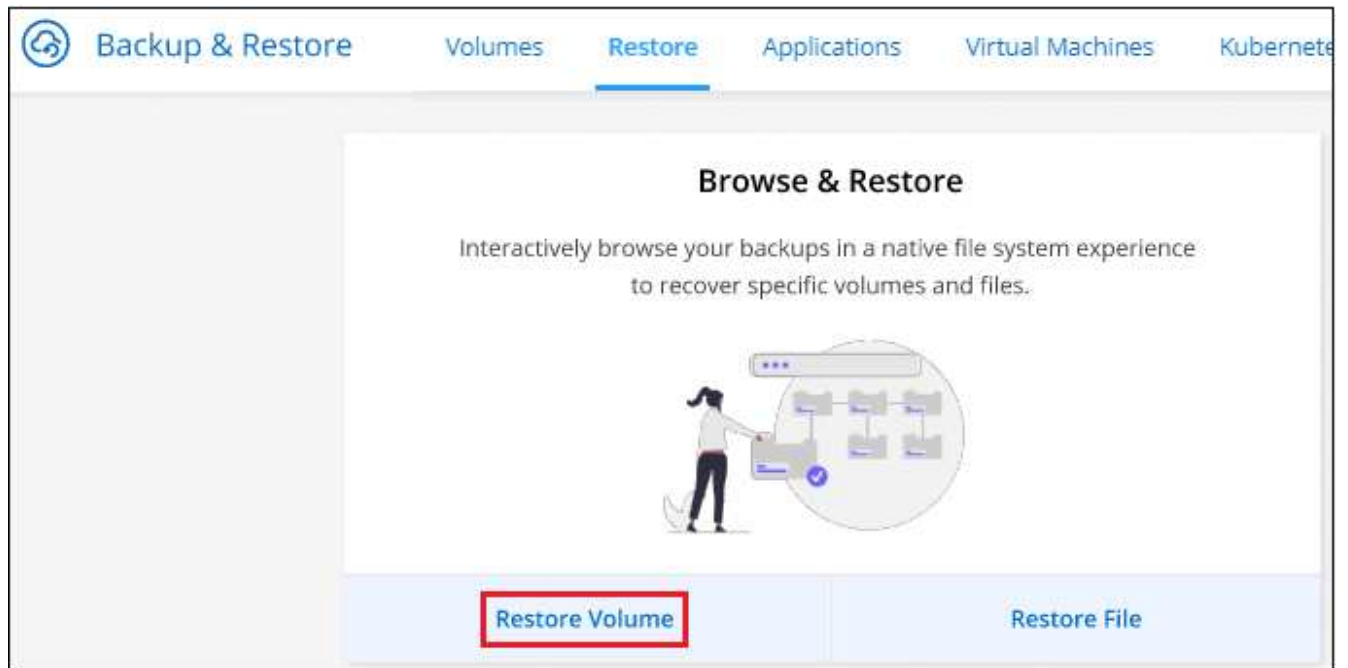 Backup & Restore Volumes Restore Applications Virtual Machines Kubernete
Browse & Restore
Interactively browse your backups in a native file system experience
to recover specific volumes and files.
Restore Volume Restore File